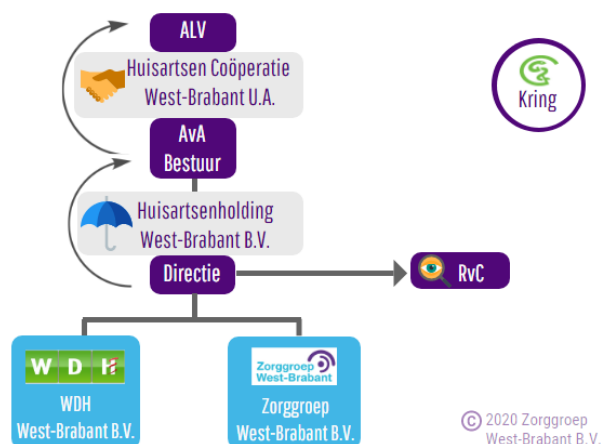 ALV
Huisartsen Coöperatie
West-Brabant U.A.
Kring
AvA
Bestuur
Huisartsenholding
West-Brabant B.V.
Directie
RvC
WDH
WDH
West-Brabant B.V.
Zorggroep
West-Brabant
Zorggroep
West-Brabant B.V.
© 2020 Zorggroep
West-Brabant B.V.